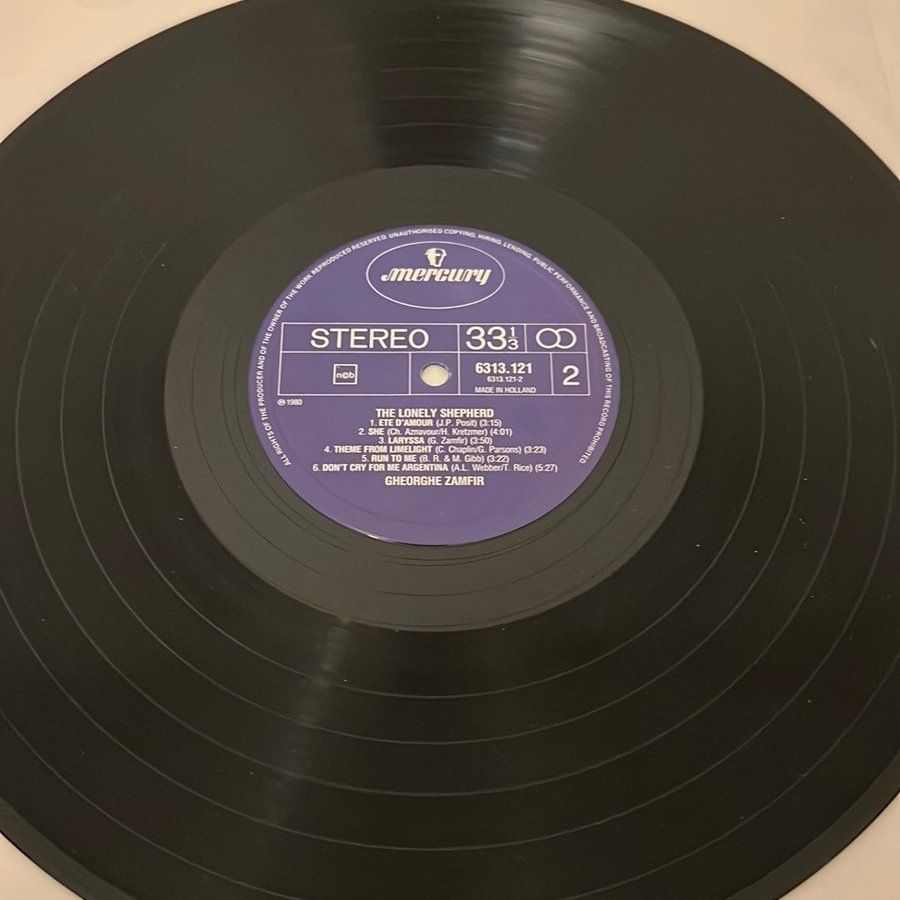 ALL RIGHTS OF THE PRODUCER AND OF THE OWNER OF THE WORK REPRODUCED RESERVED. UNAUTHORISED COPYING, HIRING, LENDING, PUBLIC PERFORMANCE AND BROADCASTING OF THIS RECORD PROHIBITED
mercury
STEREO 33 1/3
ncb 6313.121 2
6313.121-2
MADE IN HOLLAND
℗ 1980
THE LONELY SHEPHERD
1. ETE D'AMOUR (J.P. Posit) (3:15)
2. SHE (Ch. Aznavour/H. Kretzmer) (4:01)
3. LARYSSA (G. Zamfir) (3:50)
4. THEME FROM LIMELIGHT (C. Chaplin/G. Parsons) (3:23)
5. RUN TO ME (B. R. & M. Gibb) (3:22)
6. DON'T CRY FOR ME ARGENTINA (A.L. Webber/T. Rice) (5:27)
GHEORGHE ZAMFIR